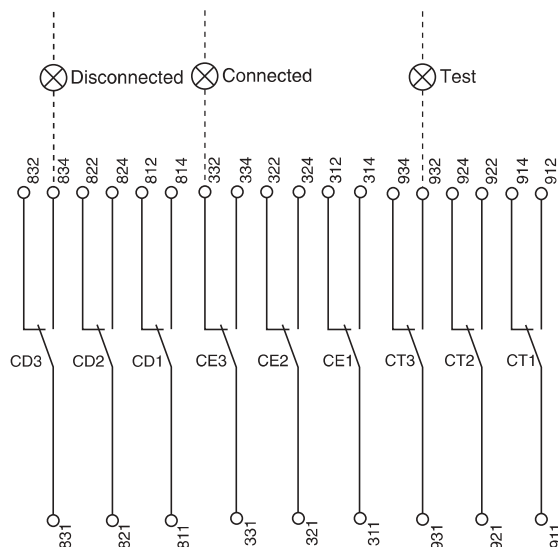 Disconnected Connected Test
832 834 822 824 812 814 332 334 322 324 312 314 934 932 924 922 914 912
CD3 CD2 CD1 CE3 CE2 CE1 CT3 CT2 CT1
831 821 811 331 321 311 931 921 911